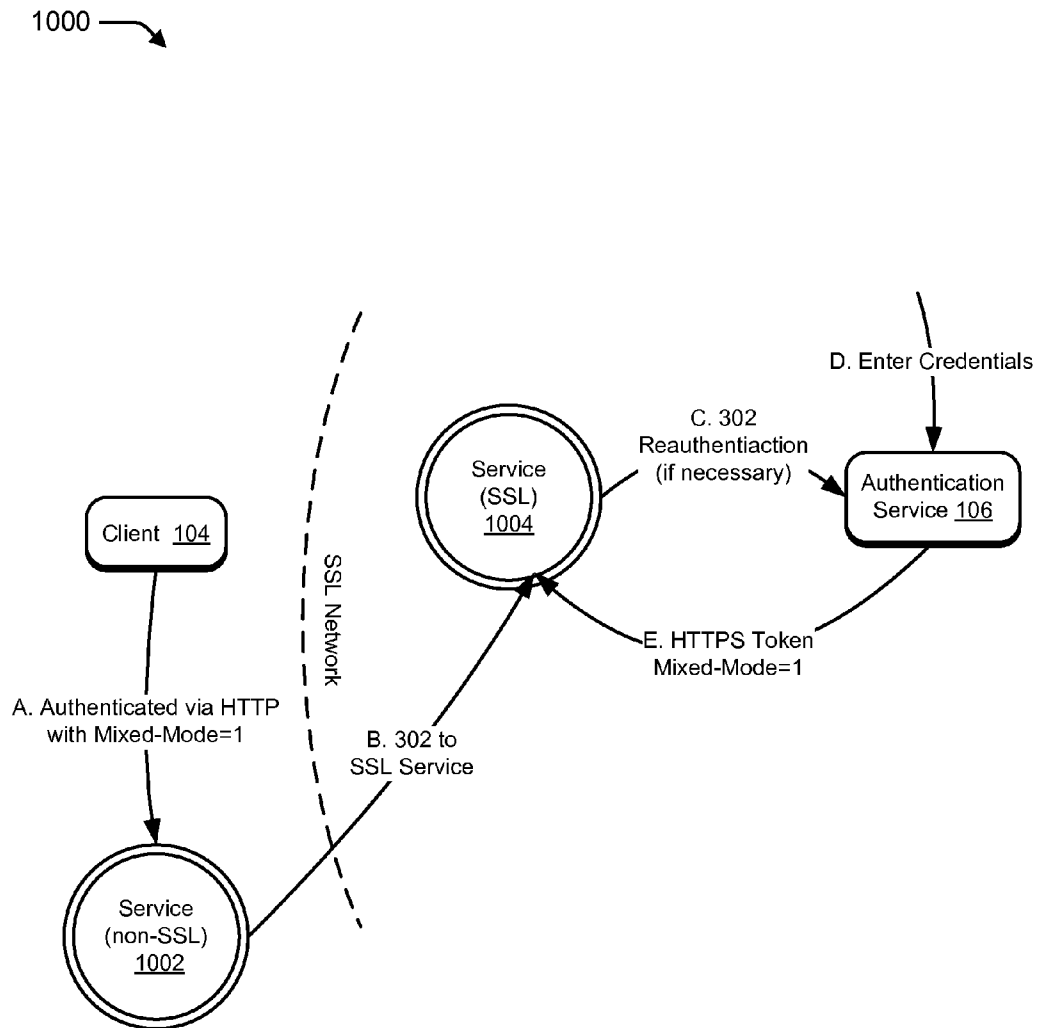 1000
D. Enter Credentials
C. 302
Reauthentiaction
(if necessary)
Service
(SSL)
1004
Authentication
Service 106
Client 104
SSL Network
E. HTTPS Token
Mixed-Mode=1
A. Authenticated via HTTP
with Mixed-Mode=1
B. 302 to
SSL Service
Service
(non-SSL)
1002